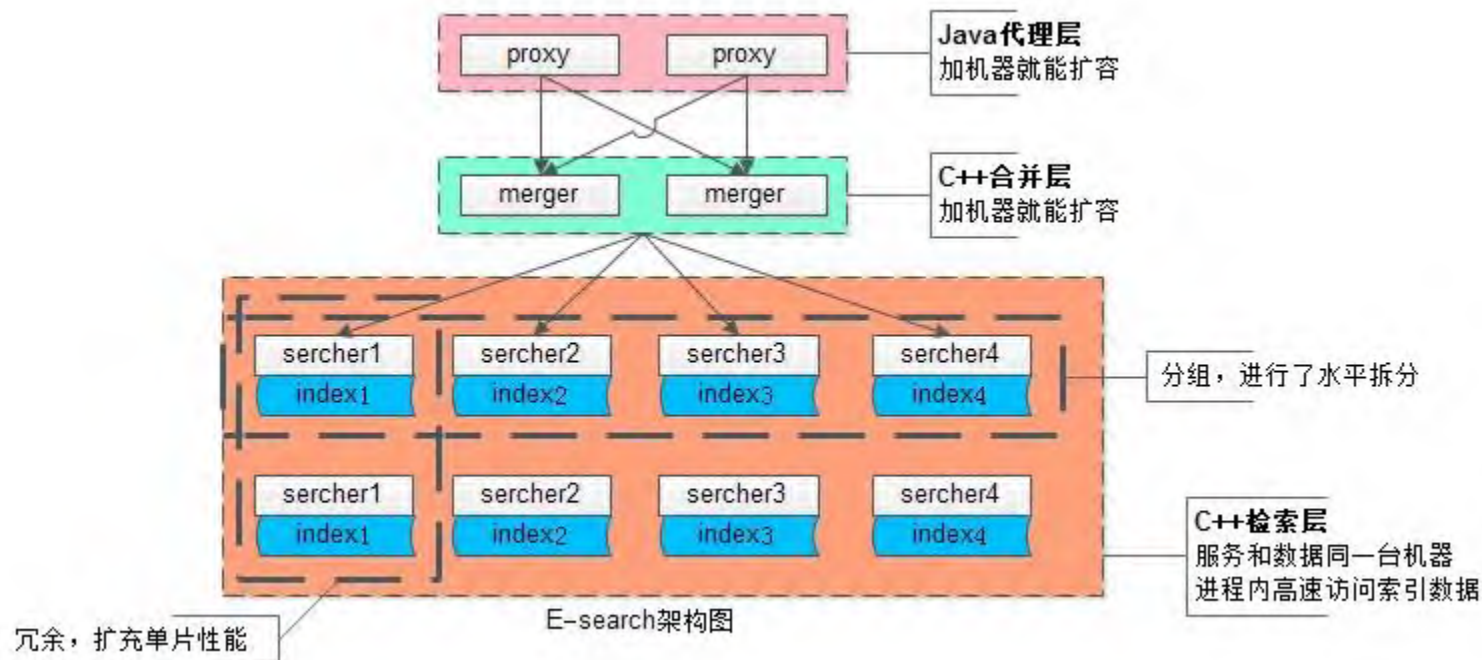 proxy
proxy
Java代理层
加机器就能扩容
merger
merger
C++合并层
加机器就能扩容
sercher1
sercher2
sercher3
sercher4
index1
index2
index3
index4
分组，进行了水平拆分
sercher1
sercher2
sercher3
sercher4
index1
index2
index3
index4
C++检索层
服务和数据同一台机器
进程内高速访问索引数据
E-search架构图
冗余，扩充单片性能